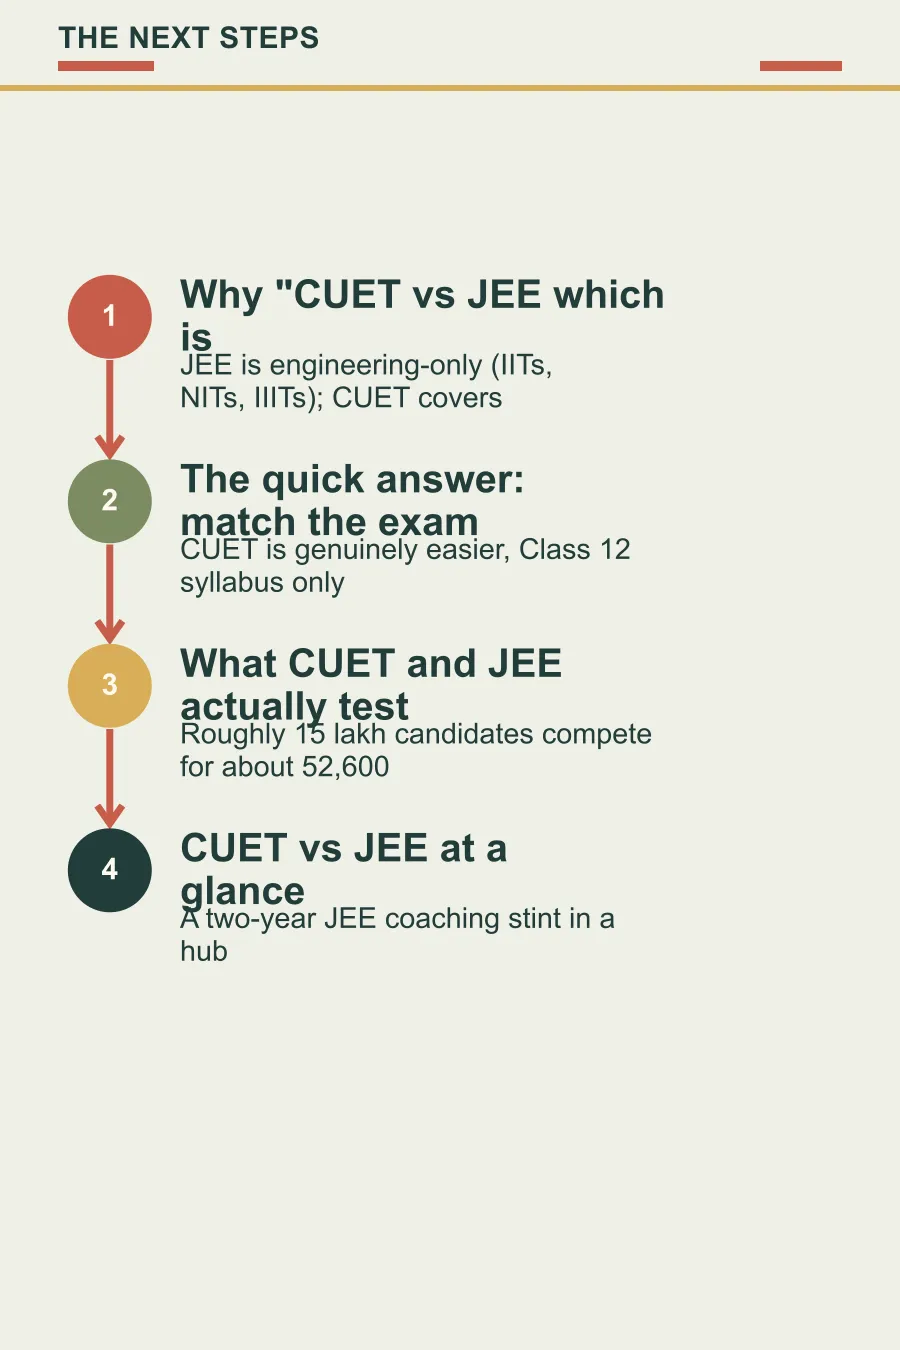 THE NEXT STEPS
1
Why "CUET vs JEE which
is
JEE is engineering-only (IITs,
NITs, IIITs); CUET covers
2
The quick answer:
match the exam
CUET is genuinely easier, Class 12
syllabus only
3
What CUET and JEE
actually test
Roughly 15 lakh candidates compete
for about 52,600
4
CUET vs JEE at a
glance
A two-year JEE coaching stint in a
hub